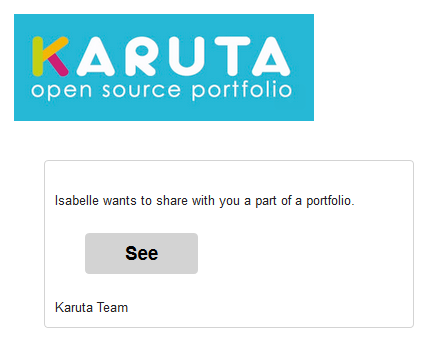 KARUTA
open source portfolio
Isabelle wants to share with you a part of a portfolio.
See
Karuta Team